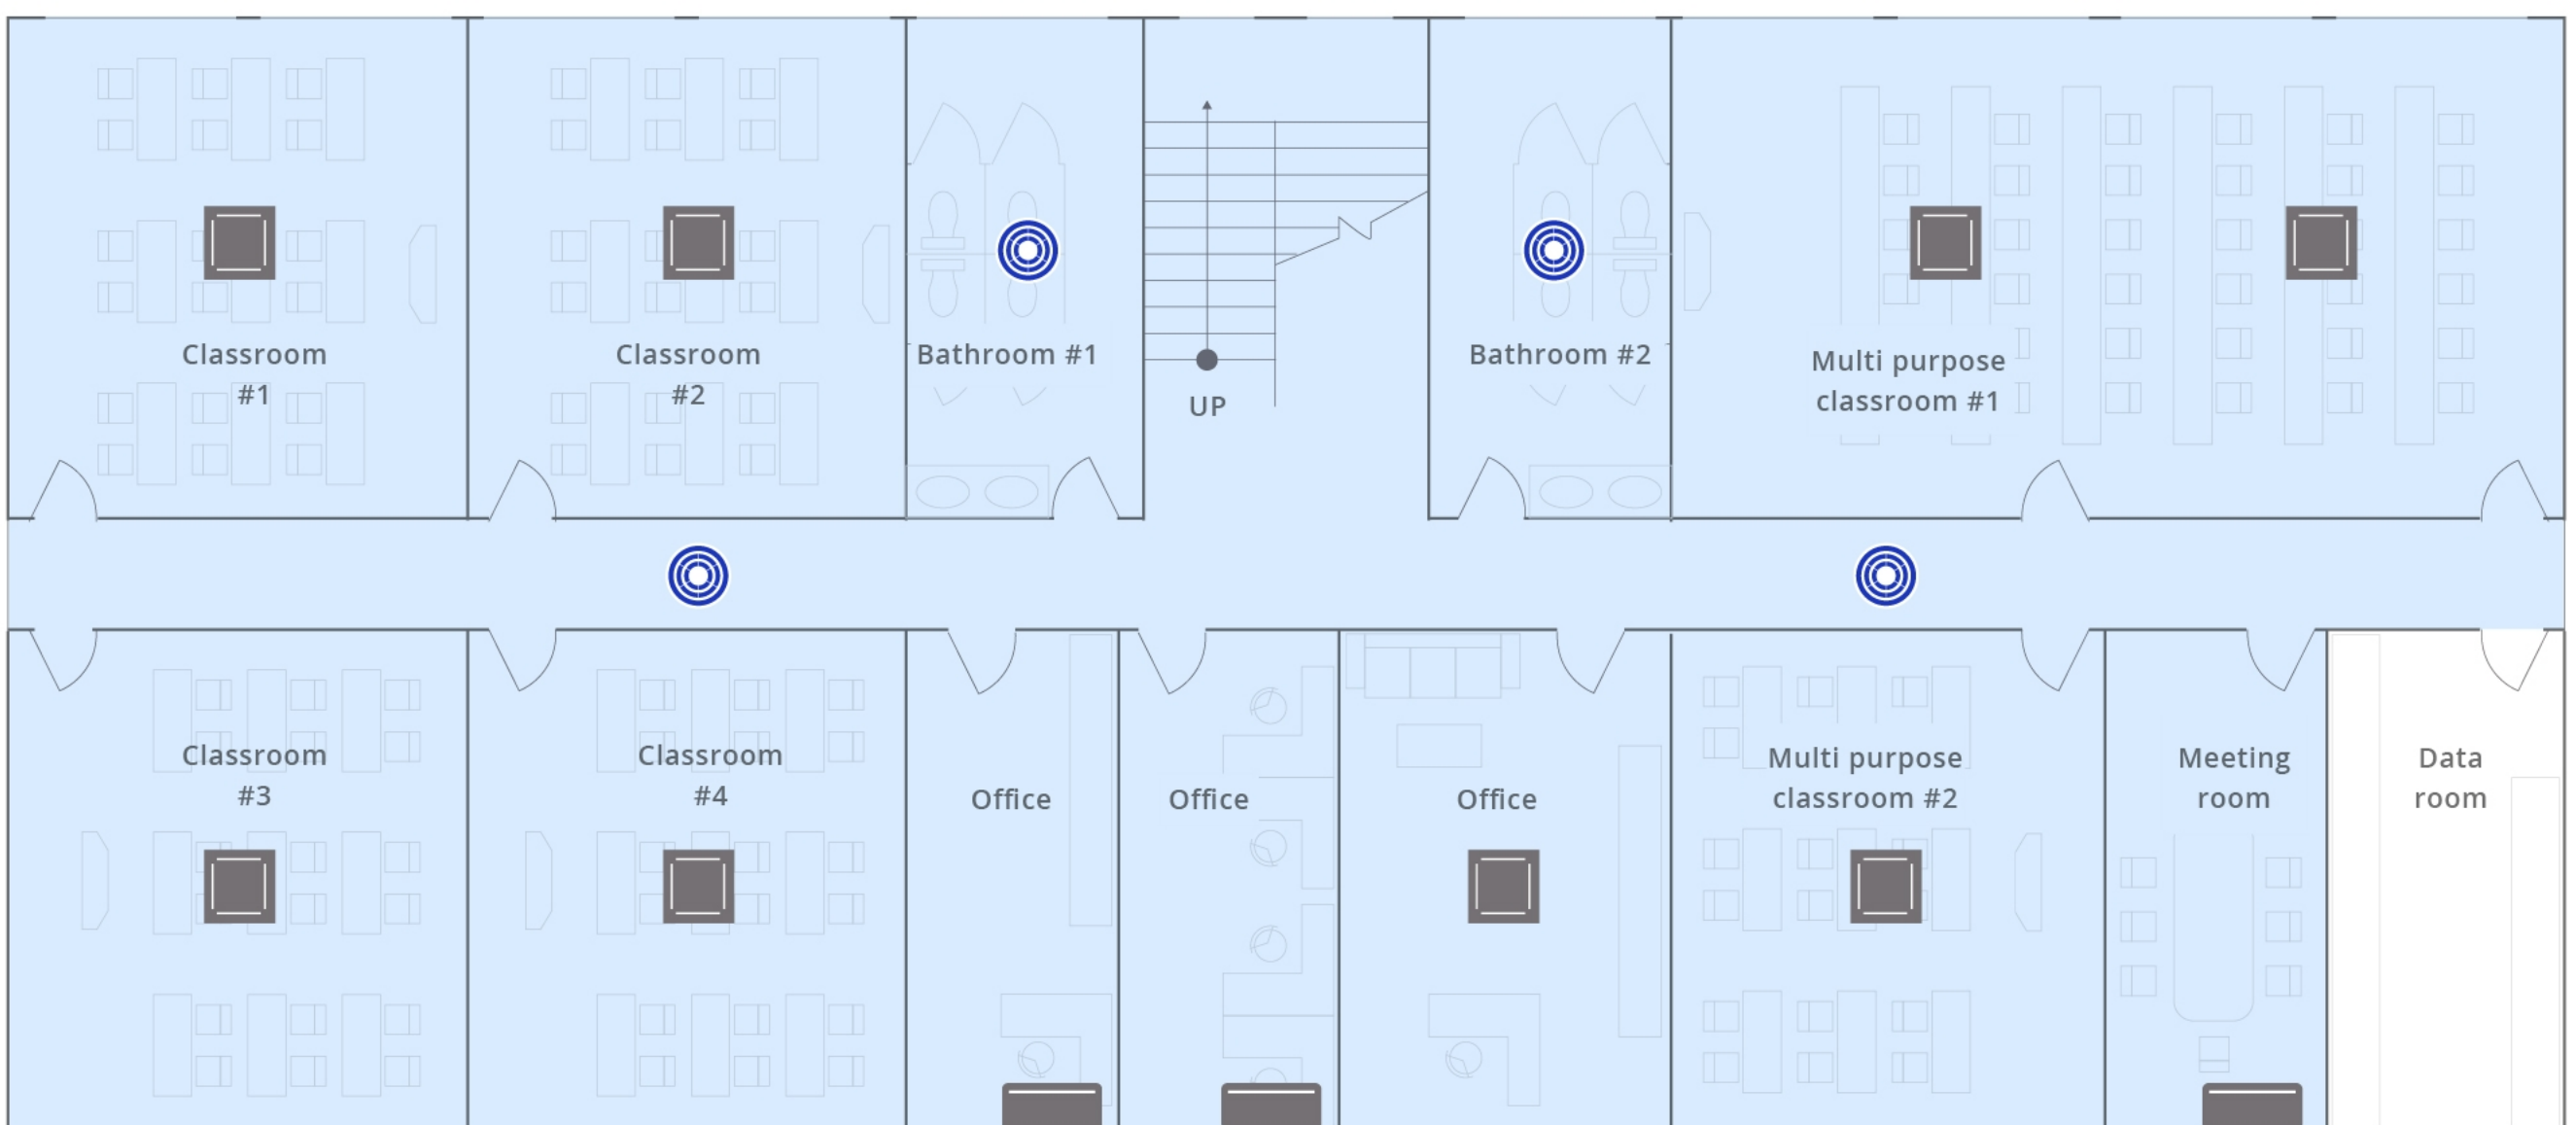 Classroom
#1
Classroom
#2
Bathroom #1
UP
Bathroom #2
Multi purpose
classroom #1
Classroom
#3
Classroom
#4
Office
Office
Office
Multi purpose
classroom #2
Meeting
room
Data
room